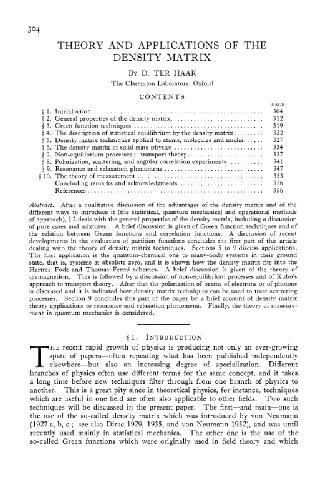 304
THEORY AND APPLICATIONS OF THE
DENSITY MATRIX
By D. TER HAAR
The Clarendon Laboratory, Oxford
CONTENTS
PAGE
§ 1. Introduction 304
§ 2. General properties of the density matrix 312
§ 3. Green function techniques 319
§ 4. The description of statistical equilibrium by the density matrix 322
§ 5. Density matrix techniques applied to atoms, molecules and nuclei 327
§ 6. The density matrix in solid state physics 334
§ 7. Non-equilibrium processes; transport theory 337
§ 8. Polarization, scattering, and angular correlation experiments 341
§ 9. Resonance and relaxation phenomena 347
§ 10. The theory of measurement
Concluding remarks and acknowledgments
References
Abstract. After a qualitative discussion of the advantages of the density matrix and of the
different ways to introduce it (the statistical, quantum mechanical and operational methods
of approach), § 2 deals with the general properties of the density matrix, including a discussion
of pure cases and mixtures. A brief discussion is given of Green function techniques and of
the relation between Green functions and correlation functions. A discussion of recent
developments in the evaluation of partition functions concludes the first part of this article
dealing with the theory of density matrix techniques. Sections 5 to 9 discuss applications.
The first application is the quantum-chemical one to many-body systems in their ground
state, that is, systems at absolute zero, and it is shown how the density matrix fits into the
Hartree–Fock and Thomas–Fermi schemes. A brief discussion is given of the theory of
diamagnetism. This is followed by a discussion of non-equilibrium processes and of Kubo's
approach to transport theory. After that the polarization of beams of electrons or of photons
is discussed and it is indicated how density matrix techniques can be used to treat scattering
processes. Section 9 concludes this part of the paper by a brief account of density matrix
theory applications to resonance and relaxation phenomena. Finally, the theory of measure-
ment in quantum mechanics is considered.
§ 1. INTRODUCTION
THE recent rapid growth of physics is producing not only an ever-growing
spate of papers—often repeating what has been published independently
elsewhere—but also an increasing degree of specialization. Different
branches of physics often use different terms for the same concept, and it takes
a long time before new techniques filter through from one branch of physics to
another. This is a great pity since in theoretical physics, for instance, techniques
which are useful in one field are often also applicable to other fields. Two such
techniques will be discussed in the present paper. The first—and main—one is
the use of the so-called density matrix which was introduced by von Neumann
(1927 a, b, c; see also Dirac 1929, 1935, and von Neumann 1932), and was until
recently used mainly in statistical mechanics. The other one is the use of the
so-called Green functions which were originally used in field theory and which